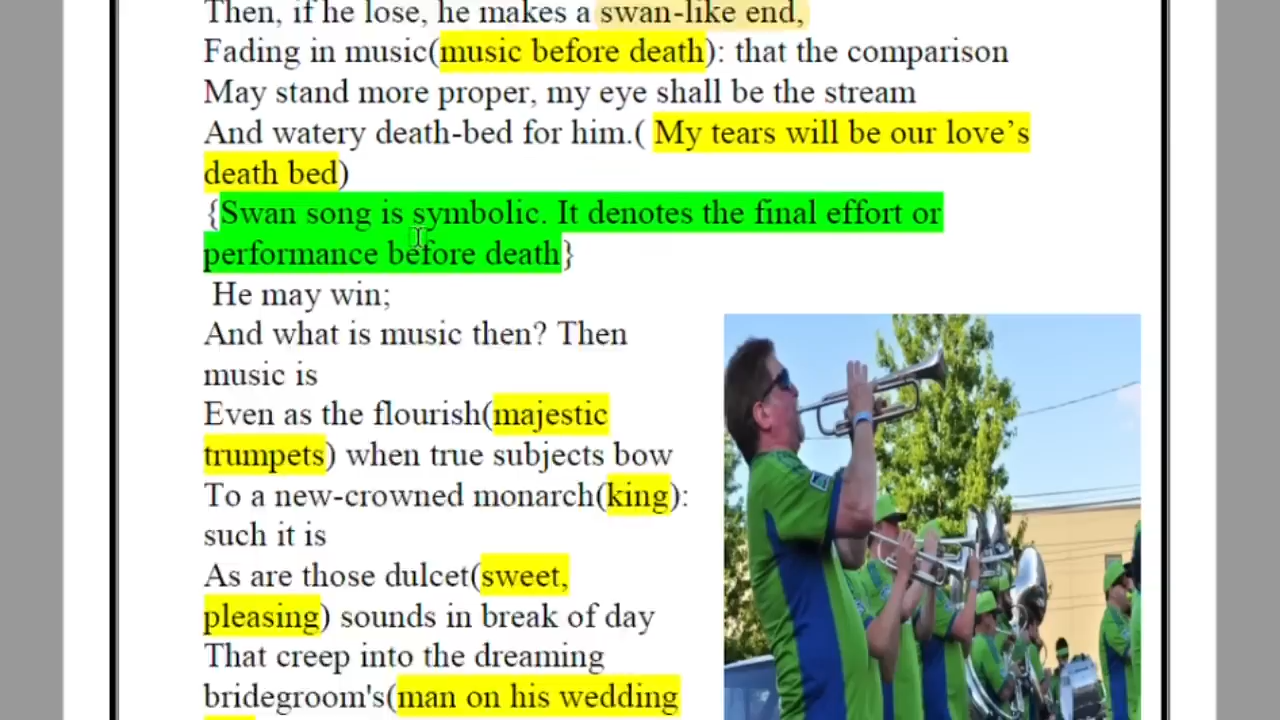 Then, if he lose, he makes a swan-like end,
Fading in music(music before death): that the comparison
May stand more proper, my eye shall be the stream
And watery death-bed for him.( My tears will be our love’s
death bed)
{Swan song is symbolic. It denotes the final effort or
performance before death}
He may win;
And what is music then? Then
music is
Even as the flourish(majestic
trumpets) when true subjects bow
To a new-crowned monarch(king):
such it is
As are those dulcet(sweet,
pleasing) sounds in break of day
That creep into the dreaming
bridegroom's(man on his wedding